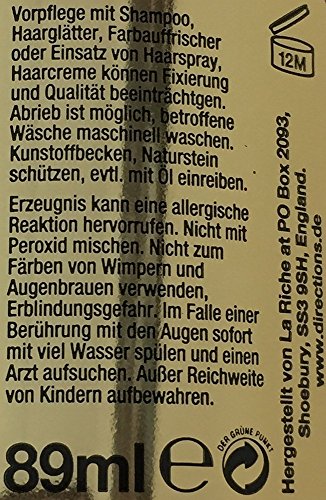 Vorpflege mit Shampoo,
Haarglätter, Farbauffrischer
oder Einsatz von Haarspray,
Haarcreme können Fixierung
und Qualität beeinträchtgen.
Abrieb ist möglich, betroffene
Wäsche maschinell waschen.
Kunstoffbecken, Naturstein
schützen, evtl. mit Öl einreiben.
Erzeugnis kann eine allergische
Reaktion hervorrufen. Nicht mit
Peroxid mischen. Nicht zum
Färben von Wimpern und
Augenbrauen verwenden,
Erblindungsgefahr. Im Falle einer
Berührung mit den Augen sofort
mit viel Wasser spülen und einen
Arzt aufsuchen. Außer Reichweite
von Kindern aufbewahren.
89ml e
DER GRÜNE PUNKT
12M
Hergestellt von La Riche at PO Box 2093,
Shoebury, SS3 9SH, England.
www.directions.de